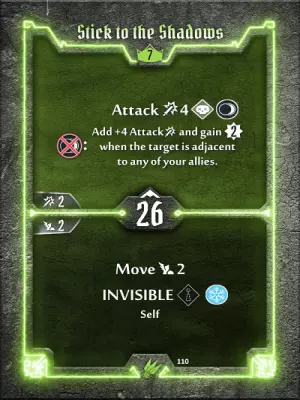 Stick to the Shadows
7
Attack 4
Add +4 Attack and gain 2
: when the target is adjacent
to any of your allies.
2
26
2
Move 2
INVISIBLE
Self
110